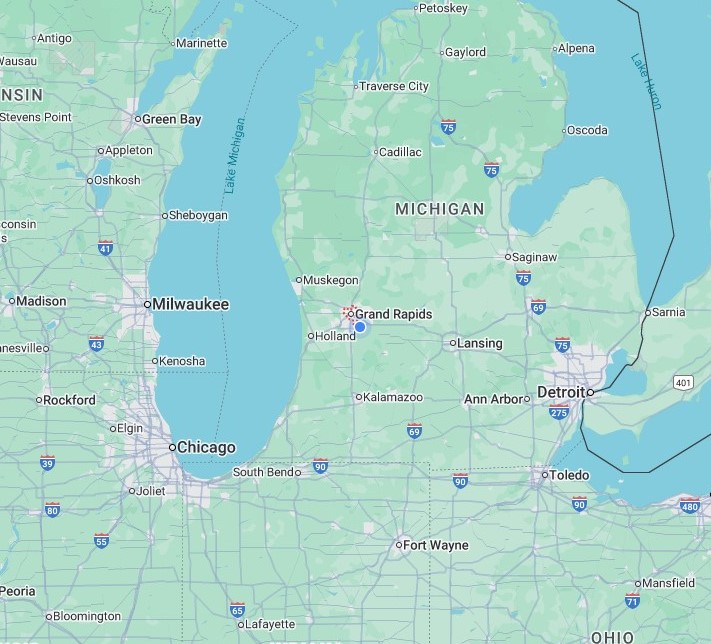 Petoskey
Antigo
Marinette
Gaylord
Alpena
Wausau
Traverse City
Lake Huron
NSIN
Stevens Point
Green Bay
75
Oscoda
Lake Michigan
Appleton
Cadillac
75
Oshkosh
MICHIGAN
Sheboygan
consin
s
41
Saginaw
Muskegon
75
Madison
Milwaukee
69
Grand Rapids
Sarnia
Holland
Lansing
75
43
nesville
Kenosha
401
Rockford
Kalamazoo
Ann Arbor
Detroit
275
Elgin
69
Chicago
39
South Bend
90
90
Toledo
Joliet
90
480
80
55
Fort Wayne
Mansfield
Peoria
71
65
Bloomington
Lafayette
OHIO